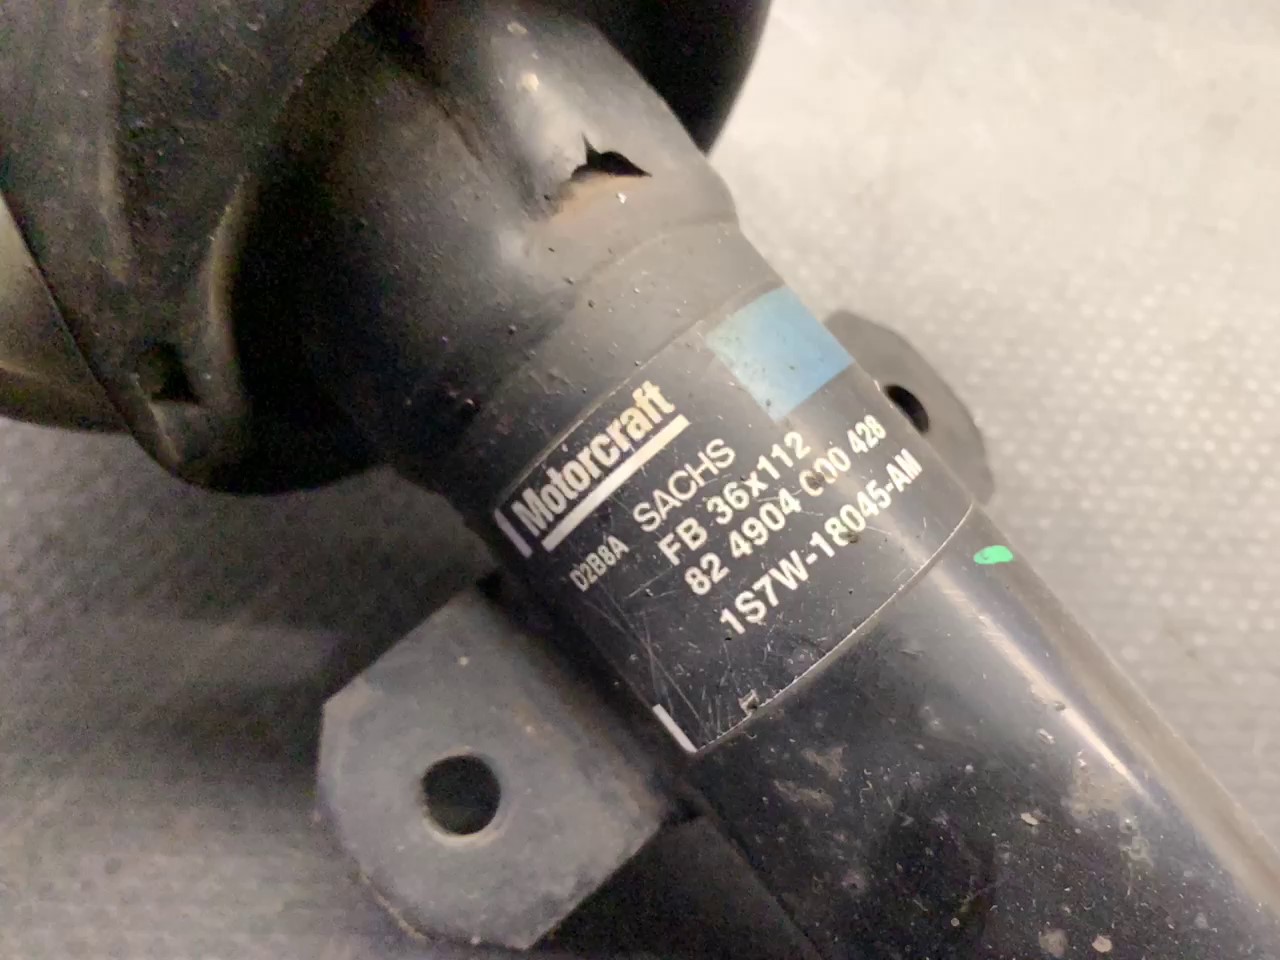 Motorcraft
D2B8A SACHS
FB 36x112
82 4904 000 428
1S7W-18045-AM